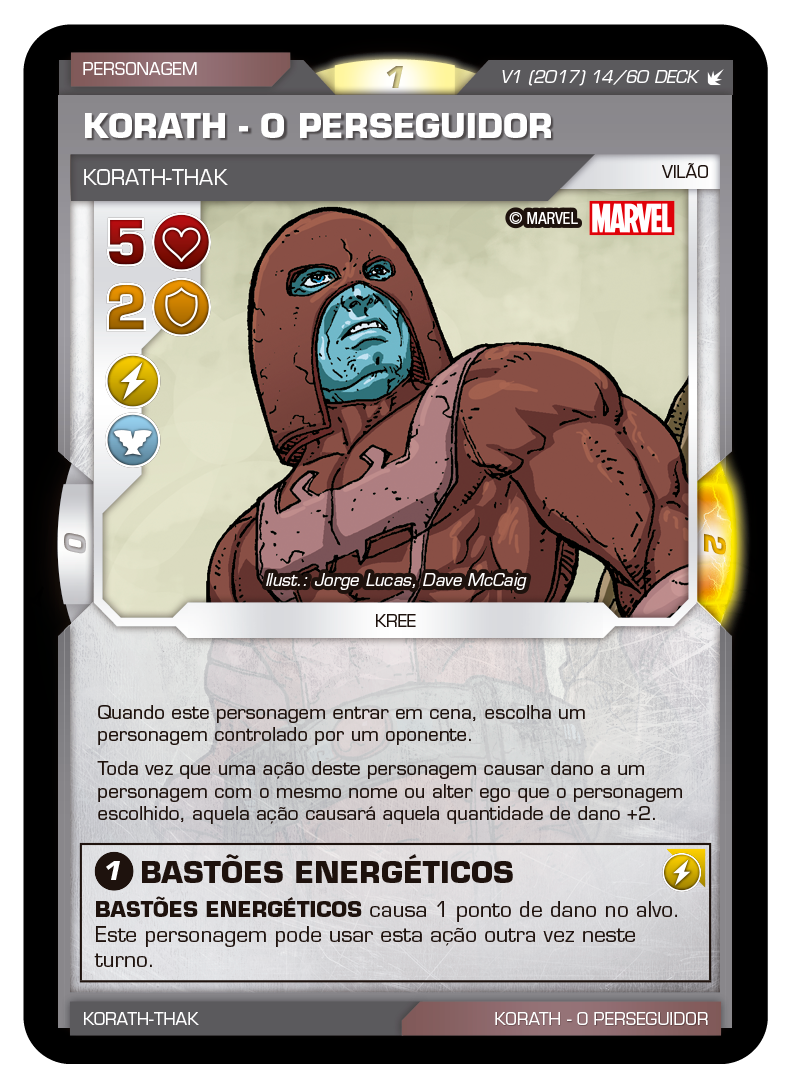 PERSONAGEM
1
V1 (2017) 14/60 DECK
KORATH - O PERSEGUIDOR
KORATH-THAK
VILÃO
© MARVEL
MARVEL
5
2
0
2
Ilust.: Jorge Lucas, Dave McCaig
KREE
Quando este personagem entrar em cena, escolha um
personagem controlado por um oponente.
Toda vez que uma ação deste personagem causar dano a um
personagem com o mesmo nome ou alter ego que o personagem
escolhido, aquela ação causará aquela quantidade de dano +2.
1 BASTÕES ENERGÉTICOS
BASTÕES ENERGÉTICOS causa 1 ponto de dano no alvo.
Este personagem pode usar esta ação outra vez neste
turno.
KORATH-THAK
KORATH - O PERSEGUIDOR